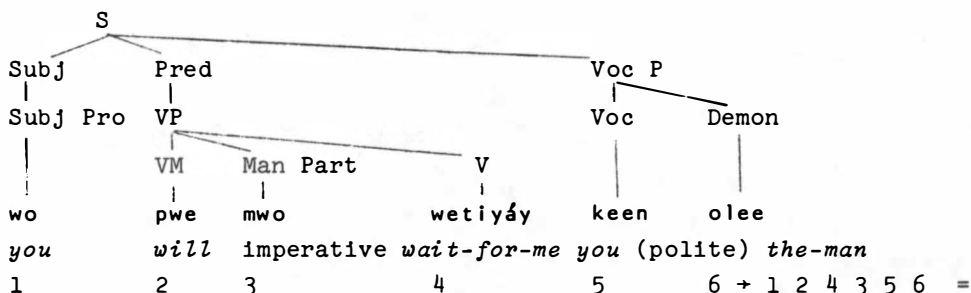 S
Subj Pred Voc P
Subj Pro VP Voc Demon
VM Man Part V
wo pwe mwo wetiyáy keen olee
you will imperative wait-for-me you (polite) the-man
1 2 3 4 5 6 → 1 2 4 3 5 6 =